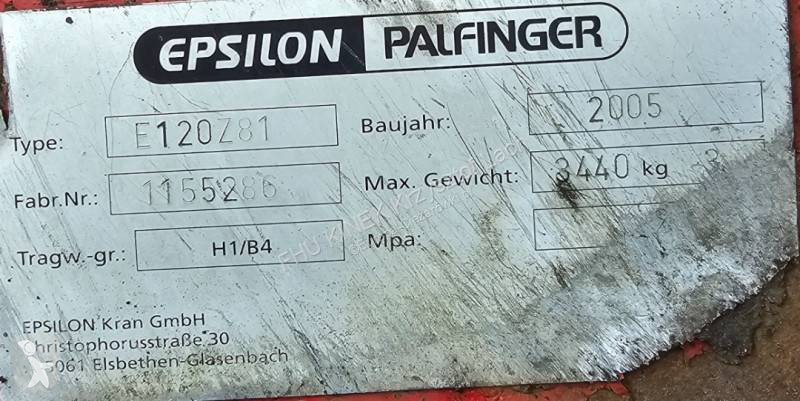 EPSILON PALFINGER
Type: E120Z81 Baujahr: 2005
Fabr.Nr.: 1155286 Max. Gewicht: 3440 kg
Tragw.-gr.: H1/B4 Mpa:
EPSILON Kran GmbH
Christophorusstraße 30
5061 Elsbethen-Glasenbach